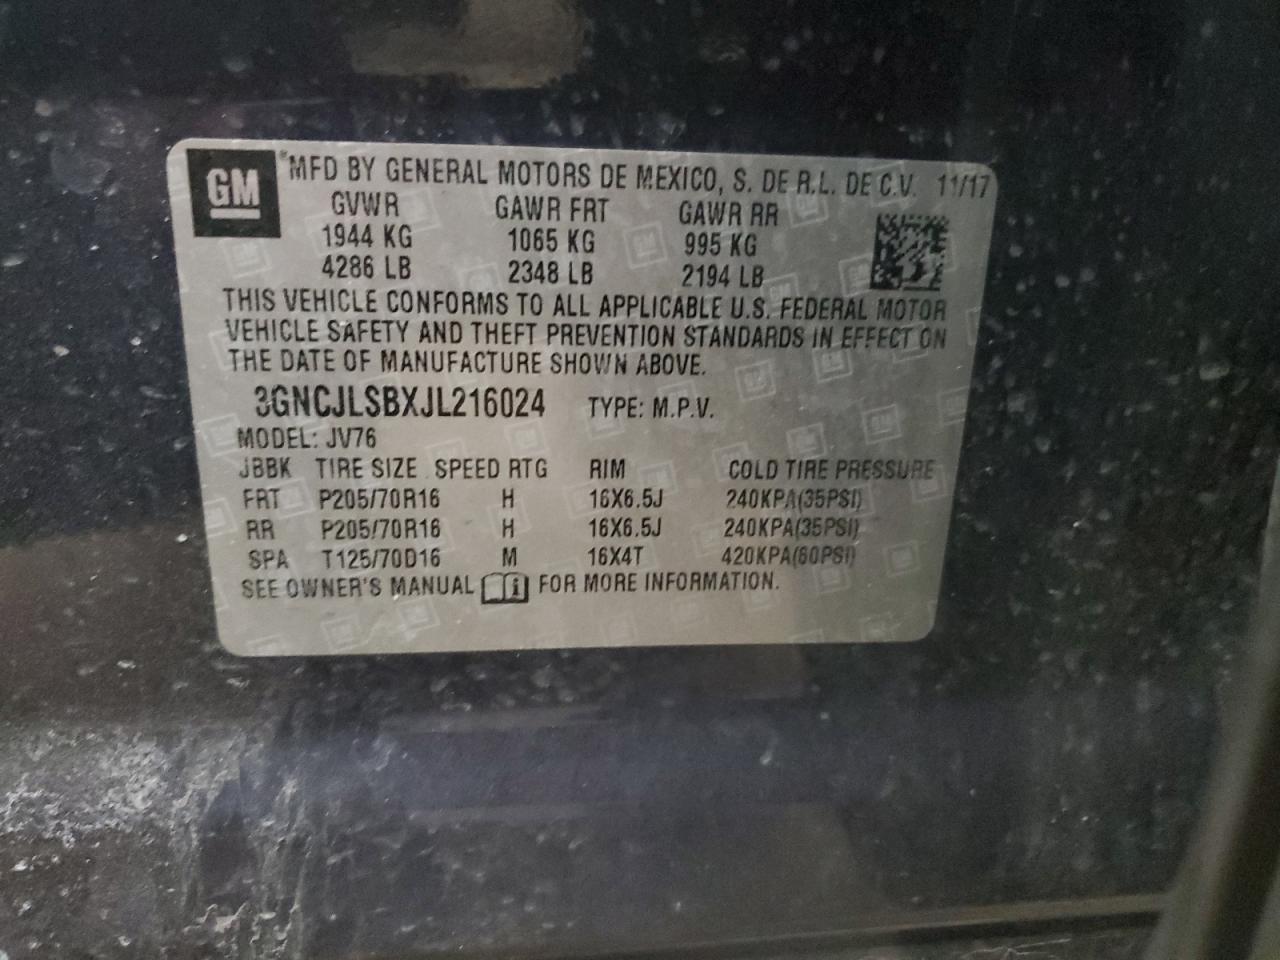 GM *MFD BY GENERAL MOTORS DE MEXICO, S. DE R.L. DE C.V. 11/17
GVWR GAWR FRT GAWR RR
1944 KG 1065 KG 995 KG
4286 LB 2348 LB 2194 LB
THIS VEHICLE CONFORMS TO ALL APPLICABLE U.S. FEDERAL MOTOR
VEHICLE SAFETY AND THEFT PREVENTION STANDARDS IN EFFECT ON
THE DATE OF MANUFACTURE SHOWN ABOVE.
3GNCJLSBXJL216024 TYPE: M.P.V.
MODEL: JV76
JBBK TIRE SIZE SPEED RTG RIM COLD TIRE PRESSURE
FRT P205/70R16 H 16X6.5J 240KPA(35PSI)
RR P205/70R16 H 16X6.5J 240KPA(35PSI)
SPA T125/70D16 M 16X4T 420KPA(60PSI)
SEE OWNER'S MANUAL FOR MORE INFORMATION.